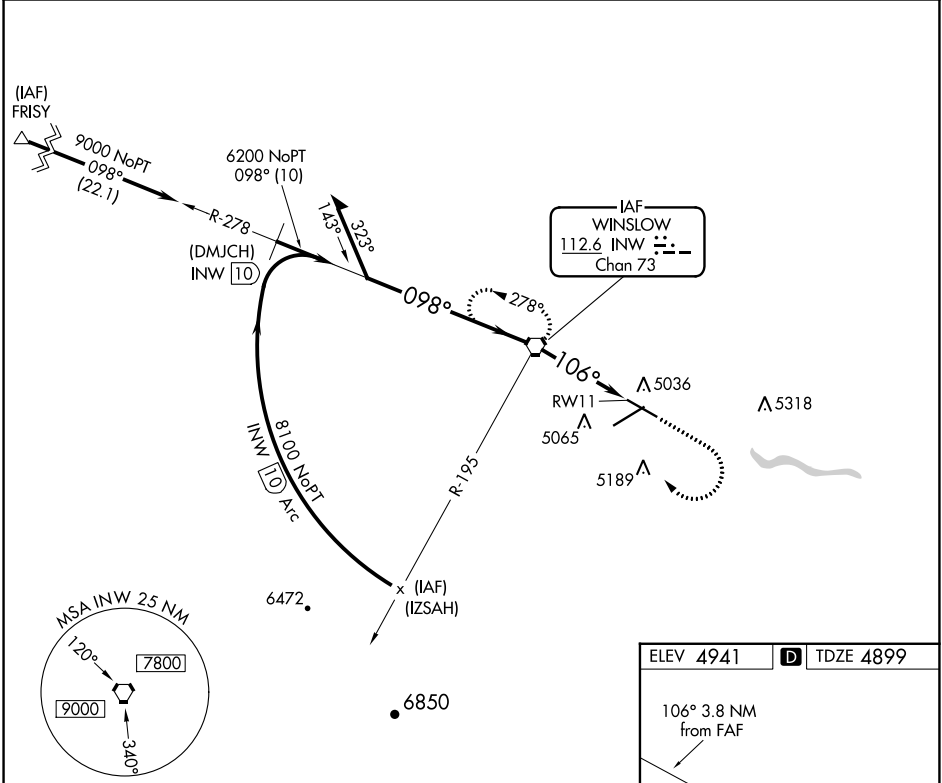 (IAF)
FRISY
9000 NoPT
098°
(22.1)
R-278
6200 NoPT
098° (10)
(DMJCH)
INW 10
143°
323°
098°
278°
IAF
WINSLOW
112.6 INW
Chan 73
106°
RW11
5036
5318
5065
5189
8100 NoPT
INW 10 Arc
R-195
(IAF)
(IZSAH)
6472
6850
MSA INW 25 NM
120°
7800
9000
340°
ELEV 4941 D TDZE 4899
106° 3.8 NM
from FAF